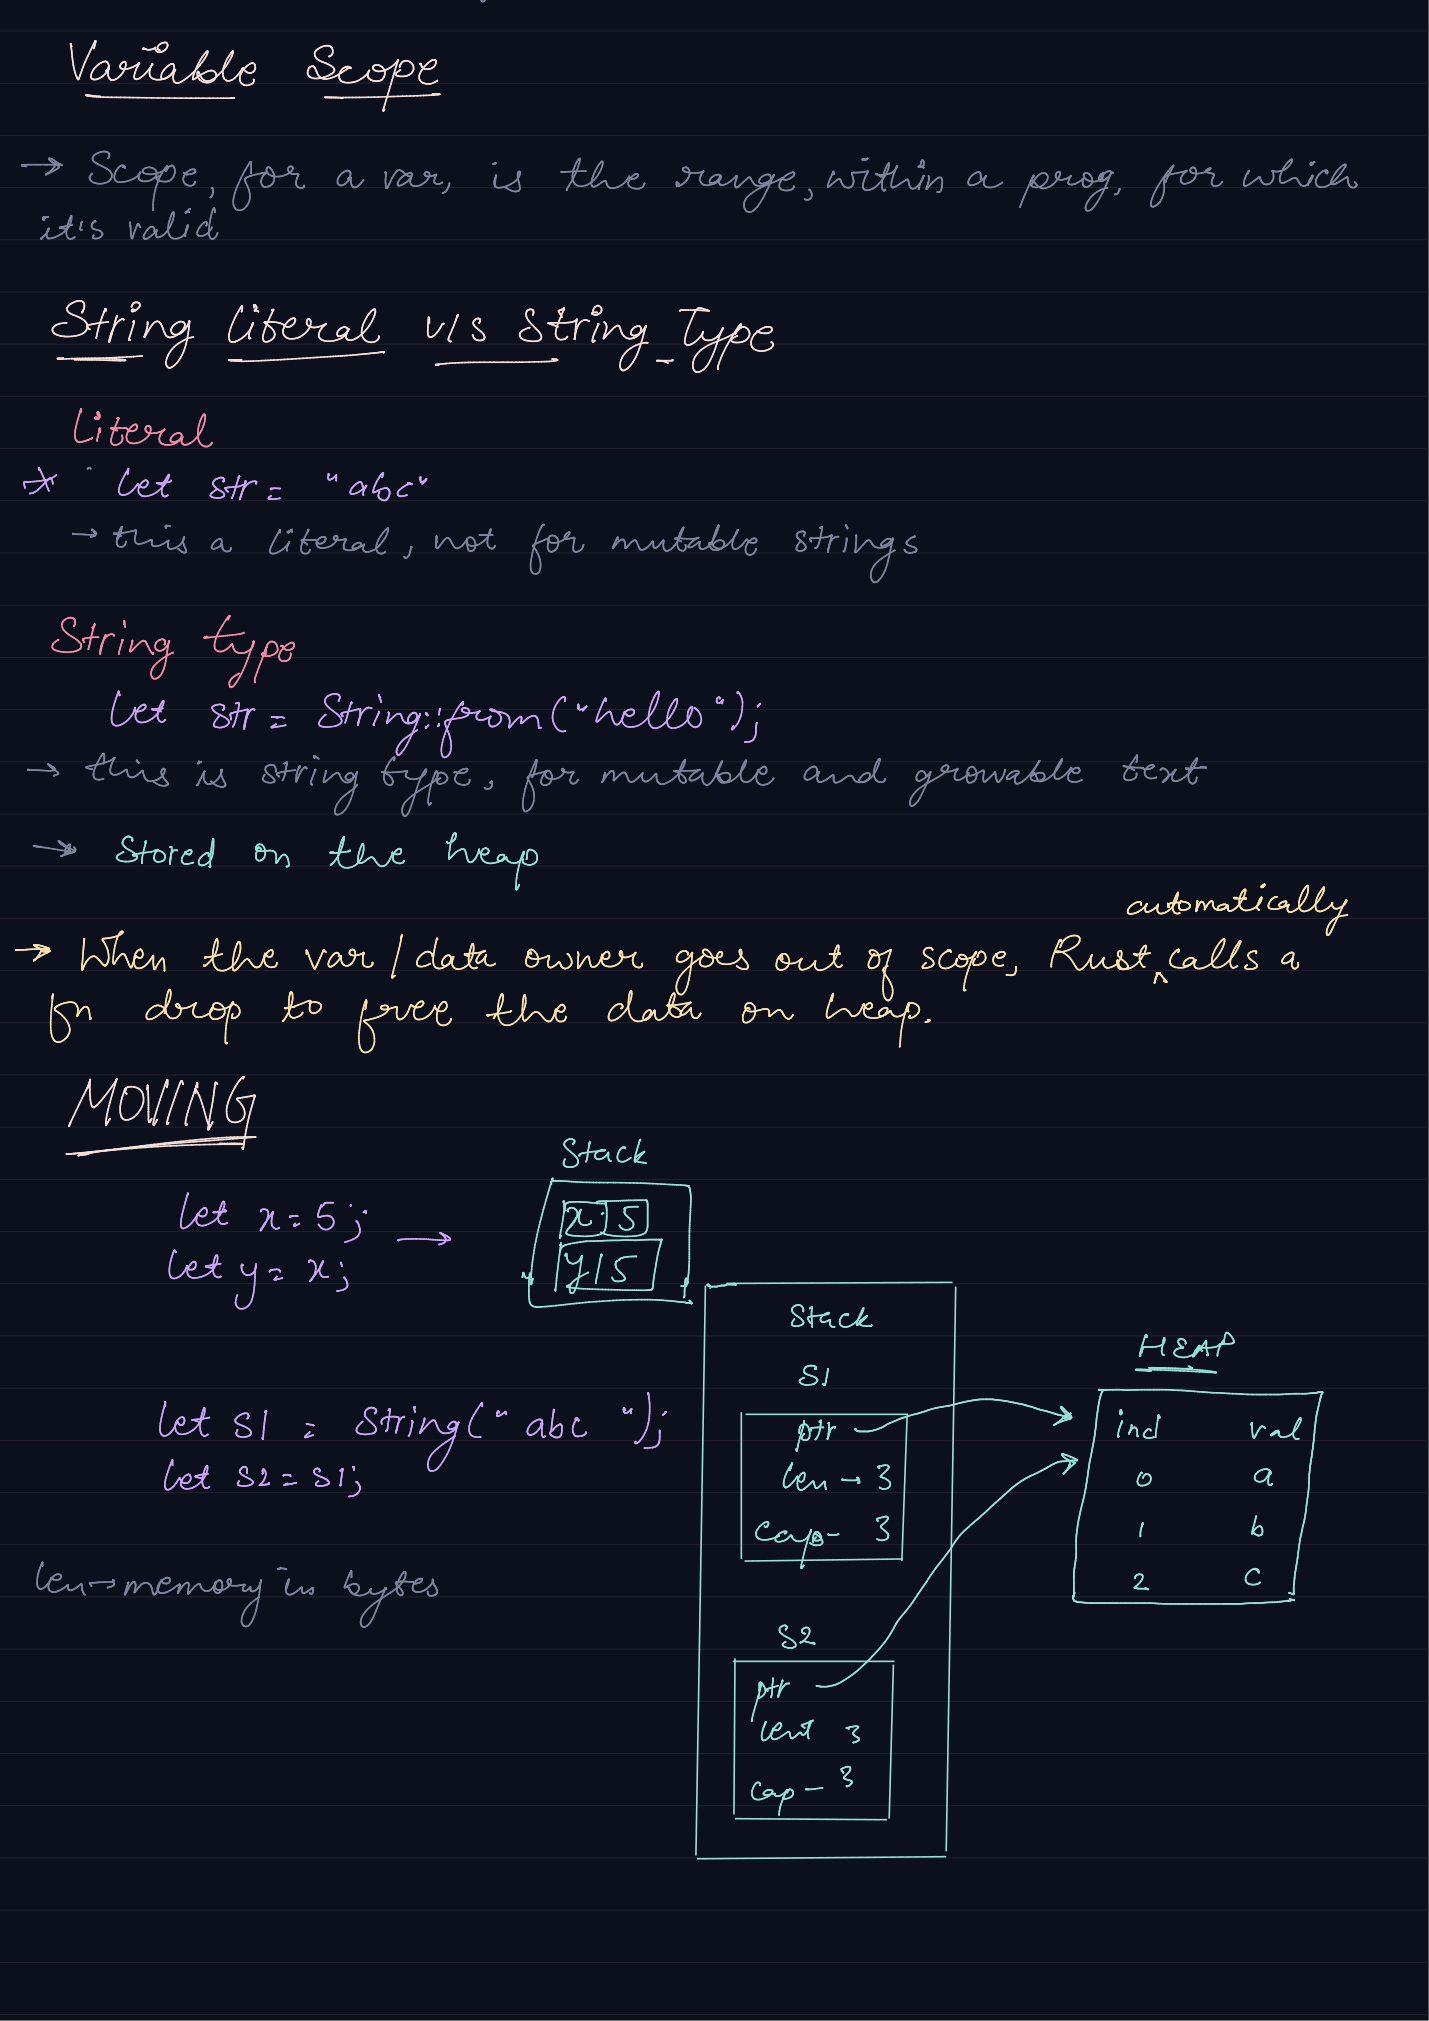 Variable Scope
→ Scope, for a var, is the range, within a prog, for which
it's valid
String literal v/s String Type
Literal
* let str = "abc"
→ this a literal, not for mutable strings
String type
let str = String::from("hello");
→ this is string type, for mutable and growable text
→ Stored on the heap
automatically
→ When the var / data owner goes out of scope, Rust ^ calls a
fn drop to free the data on heap.
MOVING
Stack
let x = 5; →
x 5
let y = x;
y 5
Stack
HEAP
S1
let S1 = String("abc");
ptr
ind val
let S2 = S1;
len → 3
0 a
cap - 3
1 b
len → memory in bytes
2 c
S2
ptr
len 3
cap - 3